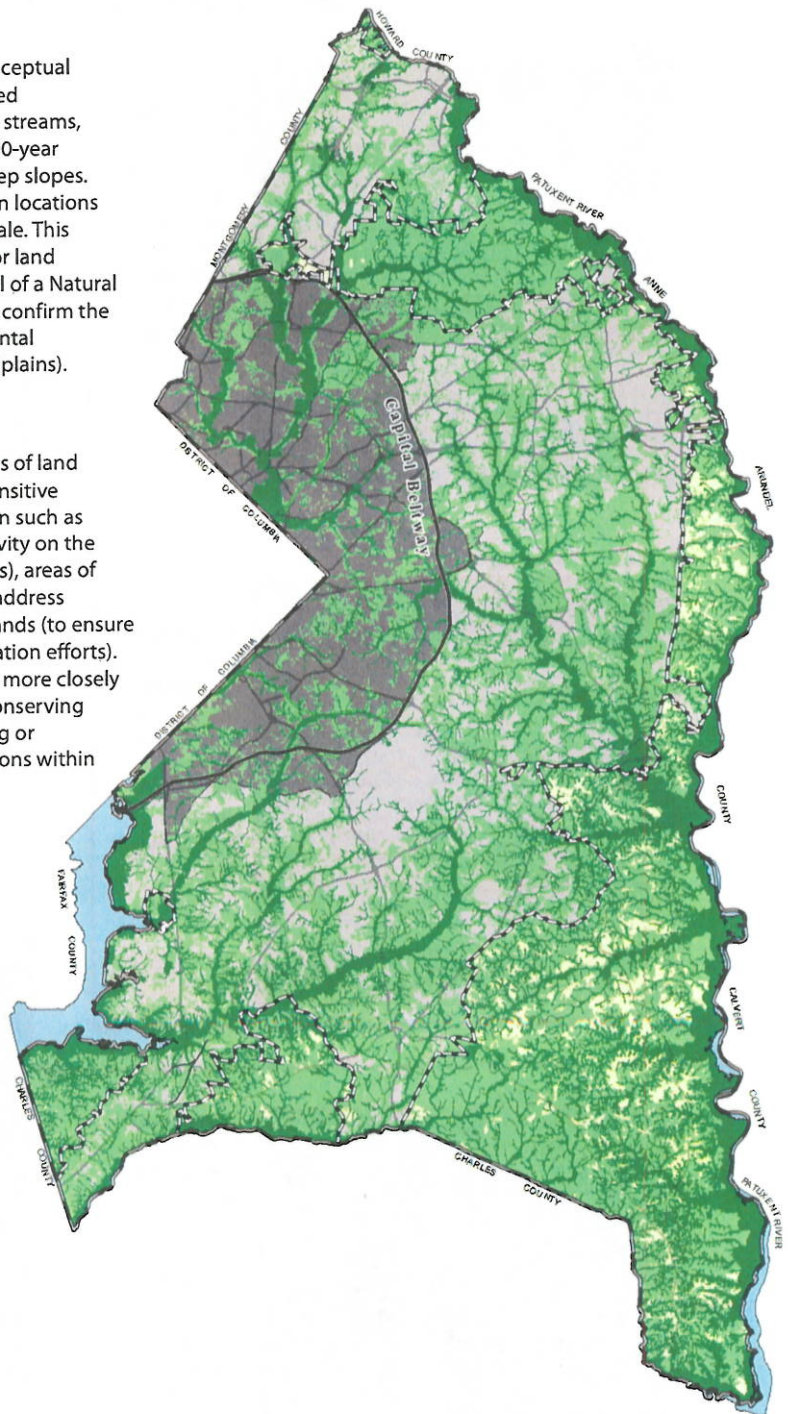 ceptual
ed
streams,
0-year
ep slopes.
n locations
ale. This
or land
l of a Natural
confirm the
ntal
plains).
s of land
nsitive
n such as
vity on the
s), areas of
address
ands (to ensure
ation efforts).
more closely
onserving
g or
ions within
HOWARD COUNTY
MONTGOMERY COUNTY
PATUXENT RIVER
ANNE
ARUNDEL
COUNTY
Capital Beltway
DISTRICT OF COLUMBIA
DISTRICT OF COLUMBIA
FAIRFAX
COUNTY
CALVERT
COUNTY
CHARLES
COUNTY
CHARLES
COUNTY
PATUXENT RIVER